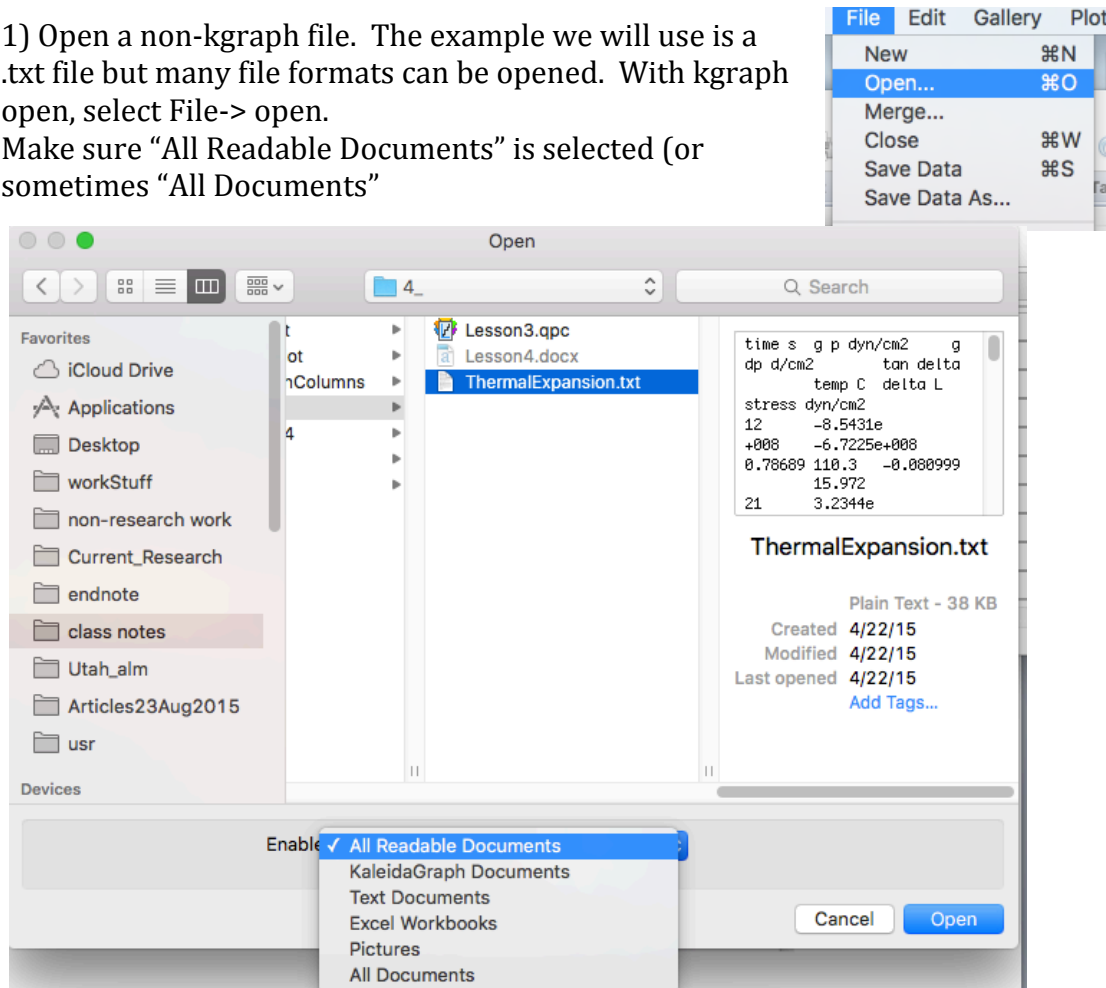 1) Open a non-kgraph file. The example we will use is a
.txt file but many file formats can be opened. With kgraph
open, select File-> open.
Make sure “All Readable Documents” is selected (or
sometimes “All Documents”
File Edit Gallery Plot
New ⌘N
Open... ⌘O
Merge...
Close ⌘W
Save Data ⌘S
Save Data As...
Open
4_
Search
Favorites
iCloud Drive
Applications
Desktop
workStuff
non-research work
Current_Research
endnote
class notes
Utah_alm
Articles23Aug2015
usr
Devices
t
ot
nColumns
4
Lesson3.qpc
Lesson4.docx
ThermalExpansion.txt
time s g p dyn/cm2 g
dp d/cm2 tan delta
temp C delta L
stress dyn/cm2
12 -8.5431e
+008 -6.7225e+008
0.78689 110.3 -0.080999
15.972
21 3.2344e
ThermalExpansion.txt
Plain Text - 38 KB
Created 4/22/15
Modified 4/22/15
Last opened 4/22/15
Add Tags...
Enable
✓ All Readable Documents
KaleidaGraph Documents
Text Documents
Excel Workbooks
Pictures
All Documents
Cancel Open